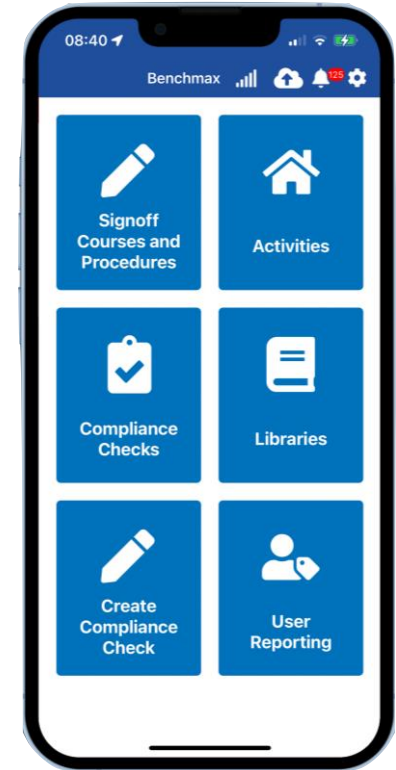 08:40
Benchmax
125
Signoff
Courses and
Procedures
Activities
Compliance
Checks
Libraries
Create
Compliance
Check
User
Reporting